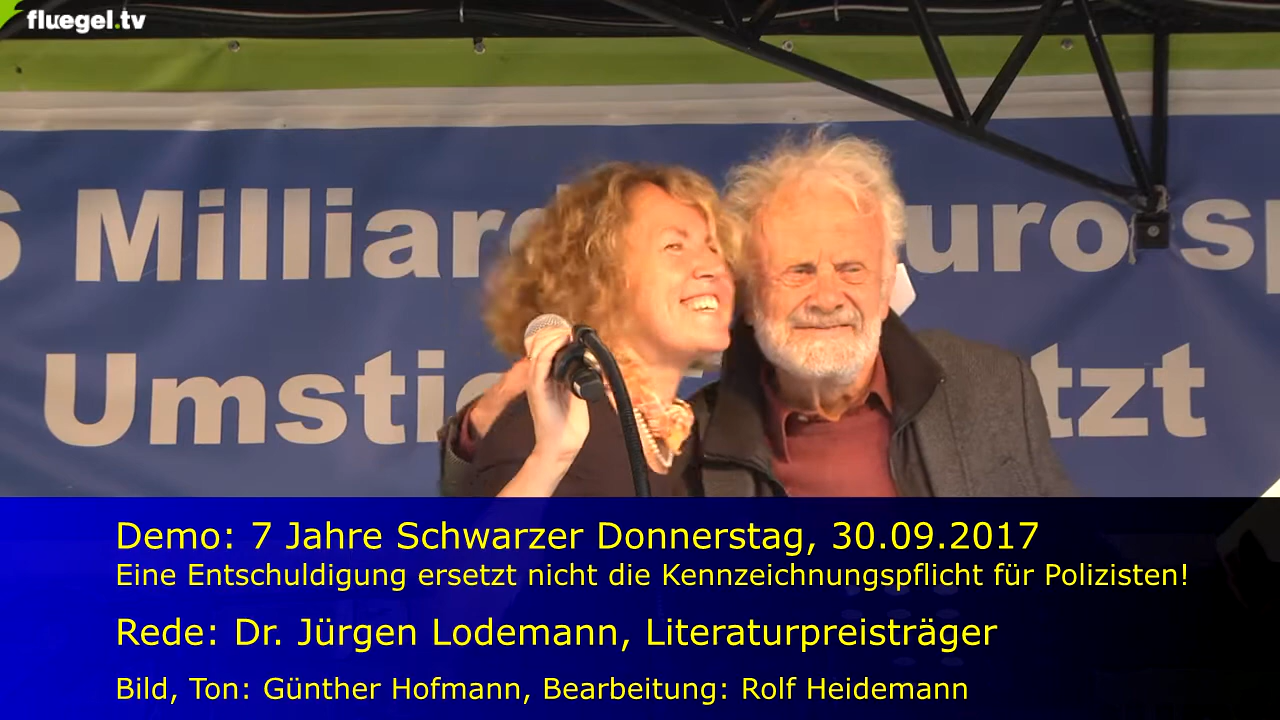 fluegel.tv
6 Milliar uro sp
Umstie tzt
Demo: 7 Jahre Schwarzer Donnerstag, 30.09.2017
Eine Entschuldigung ersetzt nicht die Kennzeichnungspflicht für Polizisten!
Rede: Dr. Jürgen Lodemann, Literaturpreisträger
Bild, Ton: Günther Hofmann, Bearbeitung: Rolf Heidemann